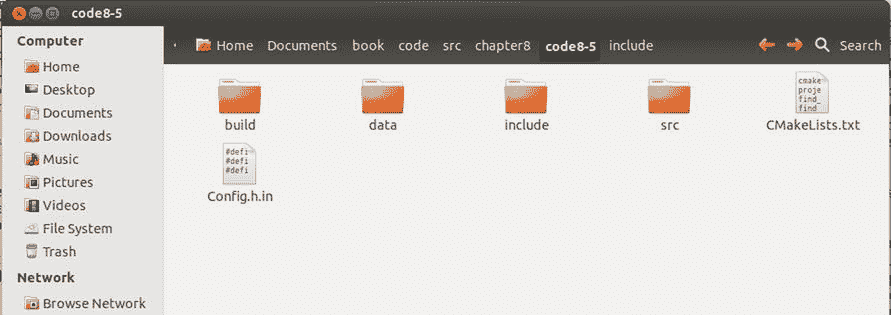 code8-5
Computer
Home
Desktop
Documents
Downloads
Music
Pictures
Videos
File System
Trash
Network
Browse Network
Home Documents book code src chapter8 code8-5 include Search
cmake
proje
find_
find_
build data include src CMakeLists.txt
#defi
#defi
#defi
Config.h.in